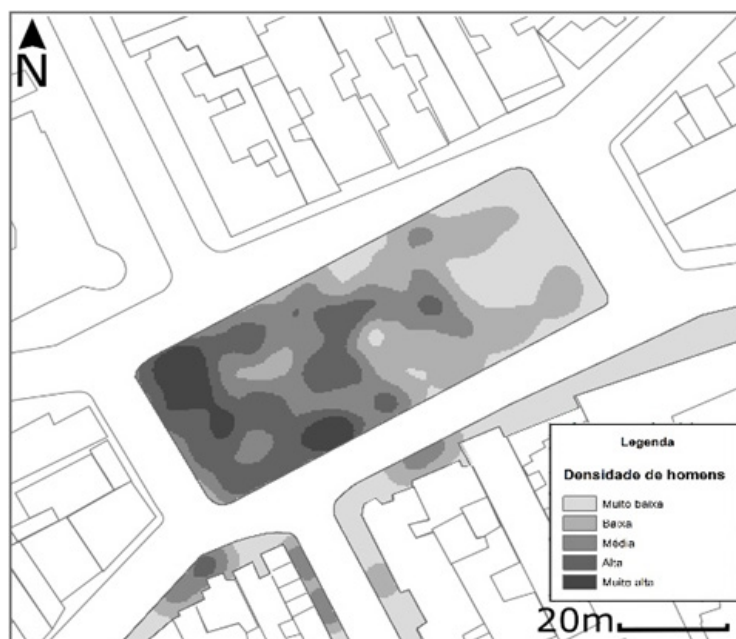 N
Legenda
Densidade de homens
Muito baixa
Baixa
Média
Alta
Muito alta
20m